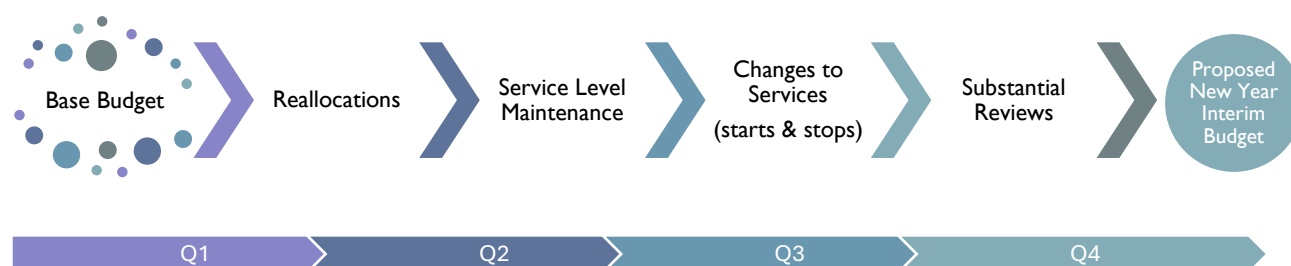 Base Budget
Reallocations
Service Level
Maintenance
Changes to
Services
(starts & stops)
Substantial
Reviews
Proposed
New Year
Interim
Budget
Q1
Q2
Q3
Q4